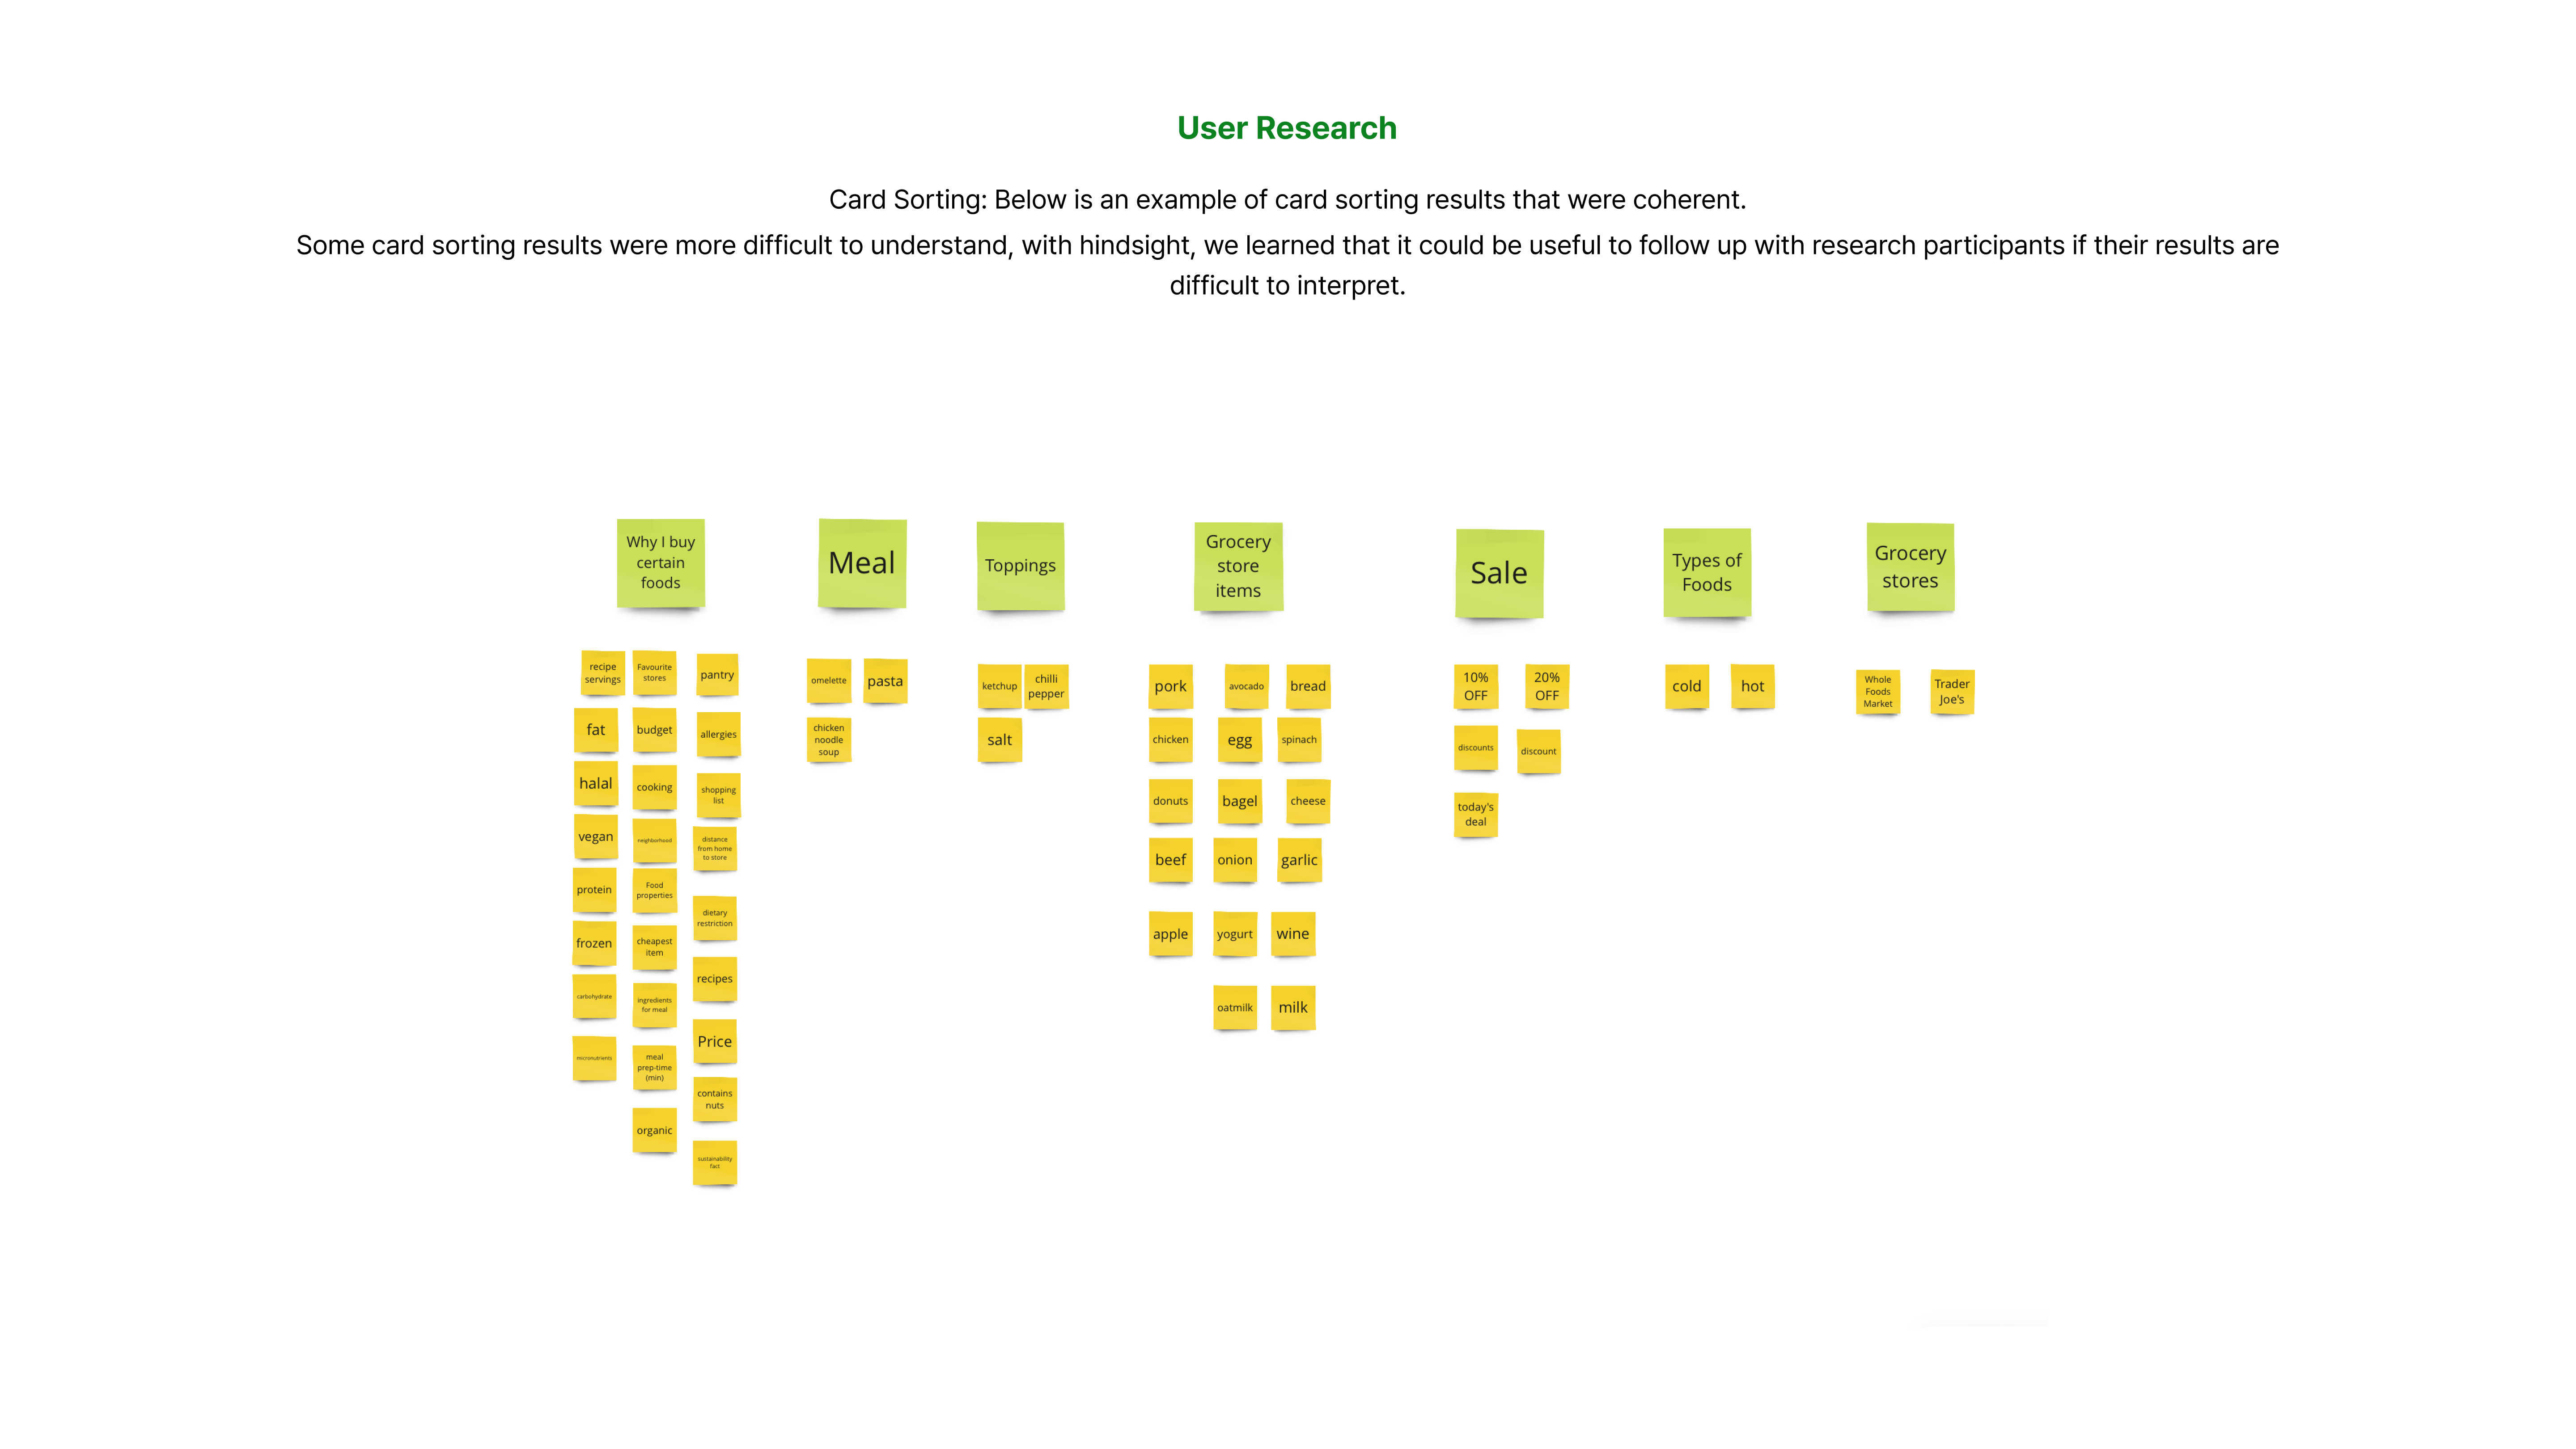 User Research
Card Sorting: Below is an example of card sorting results that were coherent.
Some card sorting results were more difficult to understand, with hindsight, we learned that it could be useful to follow up with research participants if their results are
difficult to interpret.
Why I buy
certain
foods
recipe
servings
Favourite
stores
pantry
fat
budget
allergies
halal
cooking
shopping
list
vegan
neighborhood
distance
from home
to store
protein
Food
properties
dietary
restriction
frozen
cheapest
item
recipes
carbohydrate
ingredients
for meal
Price
micronutrients
meal
prep-time
(min)
contains
nuts
organic
sustainability
fact
Meal
omelette
pasta
chicken
noodle
soup
Toppings
ketchup
chilli
pepper
salt
Grocery
store
items
pork
avocado
bread
chicken
egg
spinach
donuts
bagel
cheese
beef
onion
garlic
apple
yogurt
wine
oatmilk
milk
Sale
10%
OFF
20%
OFF
discounts
discount
today's
deal
Types of
Foods
cold
hot
Grocery
stores
Whole
Foods
Market
Trader
Joe's